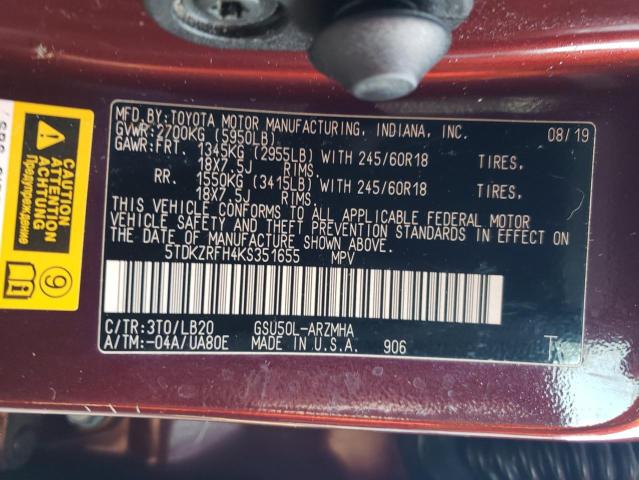 MFD. BY:TOYOTA MOTOR MANUFACTURING, INDIANA, INC. 08/19
GVWR:2700KG (5950LB)
GAWR:FRT. 1345KG (2955LB) WITH 245/60R18 TIRES,
18X7.5J RIMS.
RR. 1550KG (3415LB) WITH 245/60R18 TIRES,
18X7.5J RIMS.
THIS VEHICLE CONFORMS TO ALL APPLICABLE FEDERAL MOTOR
VEHICLE SAFETY AND THEFT PREVENTION STANDARDS IN EFFECT
ON THE DATE OF MANUFACTURE SHOWN ABOVE.
5TDKZRFH4KS351655 MPV
C/TR:3T0/LB20 GSU50L-ARZMHA
A/TM:-04A/UA80E MADE IN U.S.A. 906 T
CAUTION
ATTENTION
ACHTUNG
Предупреждение
9